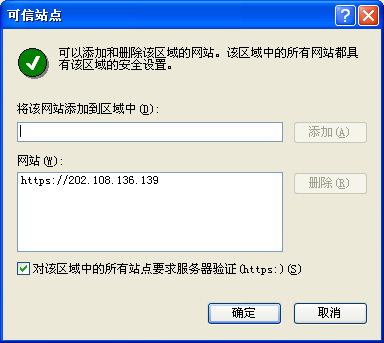 可信站点
可以添加和删除该区域的网站。该区域中的所有网站都具
有该区域的安全设置。
将该网站添加到区域中(D):
添加(A)
网站(W):
https://202.108.136.139
删除(R)
对该区域中的所有站点要求服务器验证(https:)(S)
确定
取消